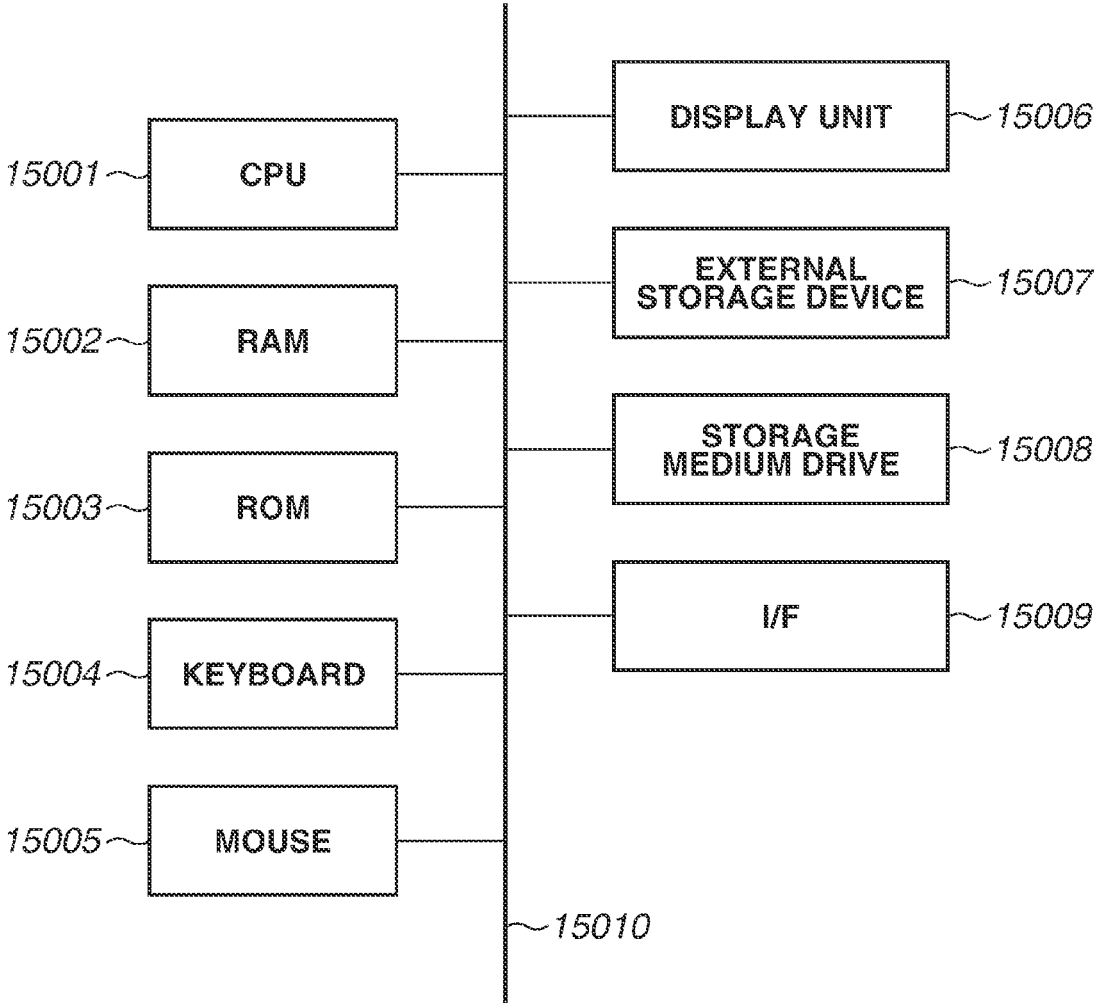 15001
CPU
15002
RAM
15003
ROM
15004
KEYBOARD
15005
MOUSE
DISPLAY UNIT
15006
EXTERNAL
STORAGE DEVICE
15007
STORAGE
MEDIUM DRIVE
15008
I/F
15009
15010